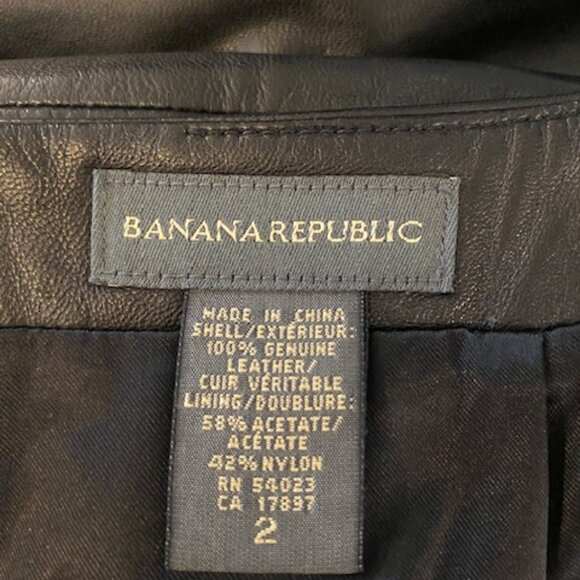 BANANA REPUBLIC
MADE IN CHINA
SHELL/EXTÉRIEUR:
100% GENUINE
LEATHER/
CUIR VÉRITABLE
LINING/DOUBLURE:
58% ACETATE/
ACÉTATE
42% NYLON
RN 54023
CA 17897
2